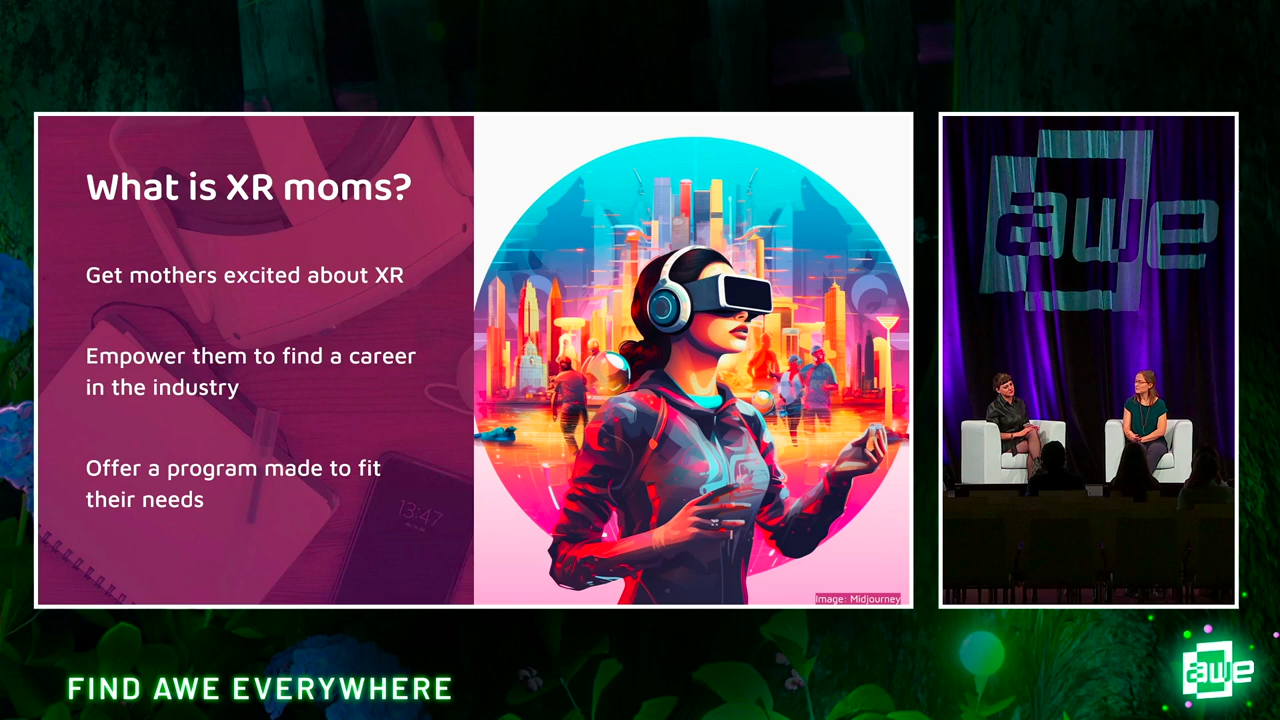 What is XR moms?
Get mothers excited about XR
Empower them to find a career
in the industry
Offer a program made to fit
their needs
13:47
Image: Midjourney
awe
FIND AWE EVERYWHERE
awe